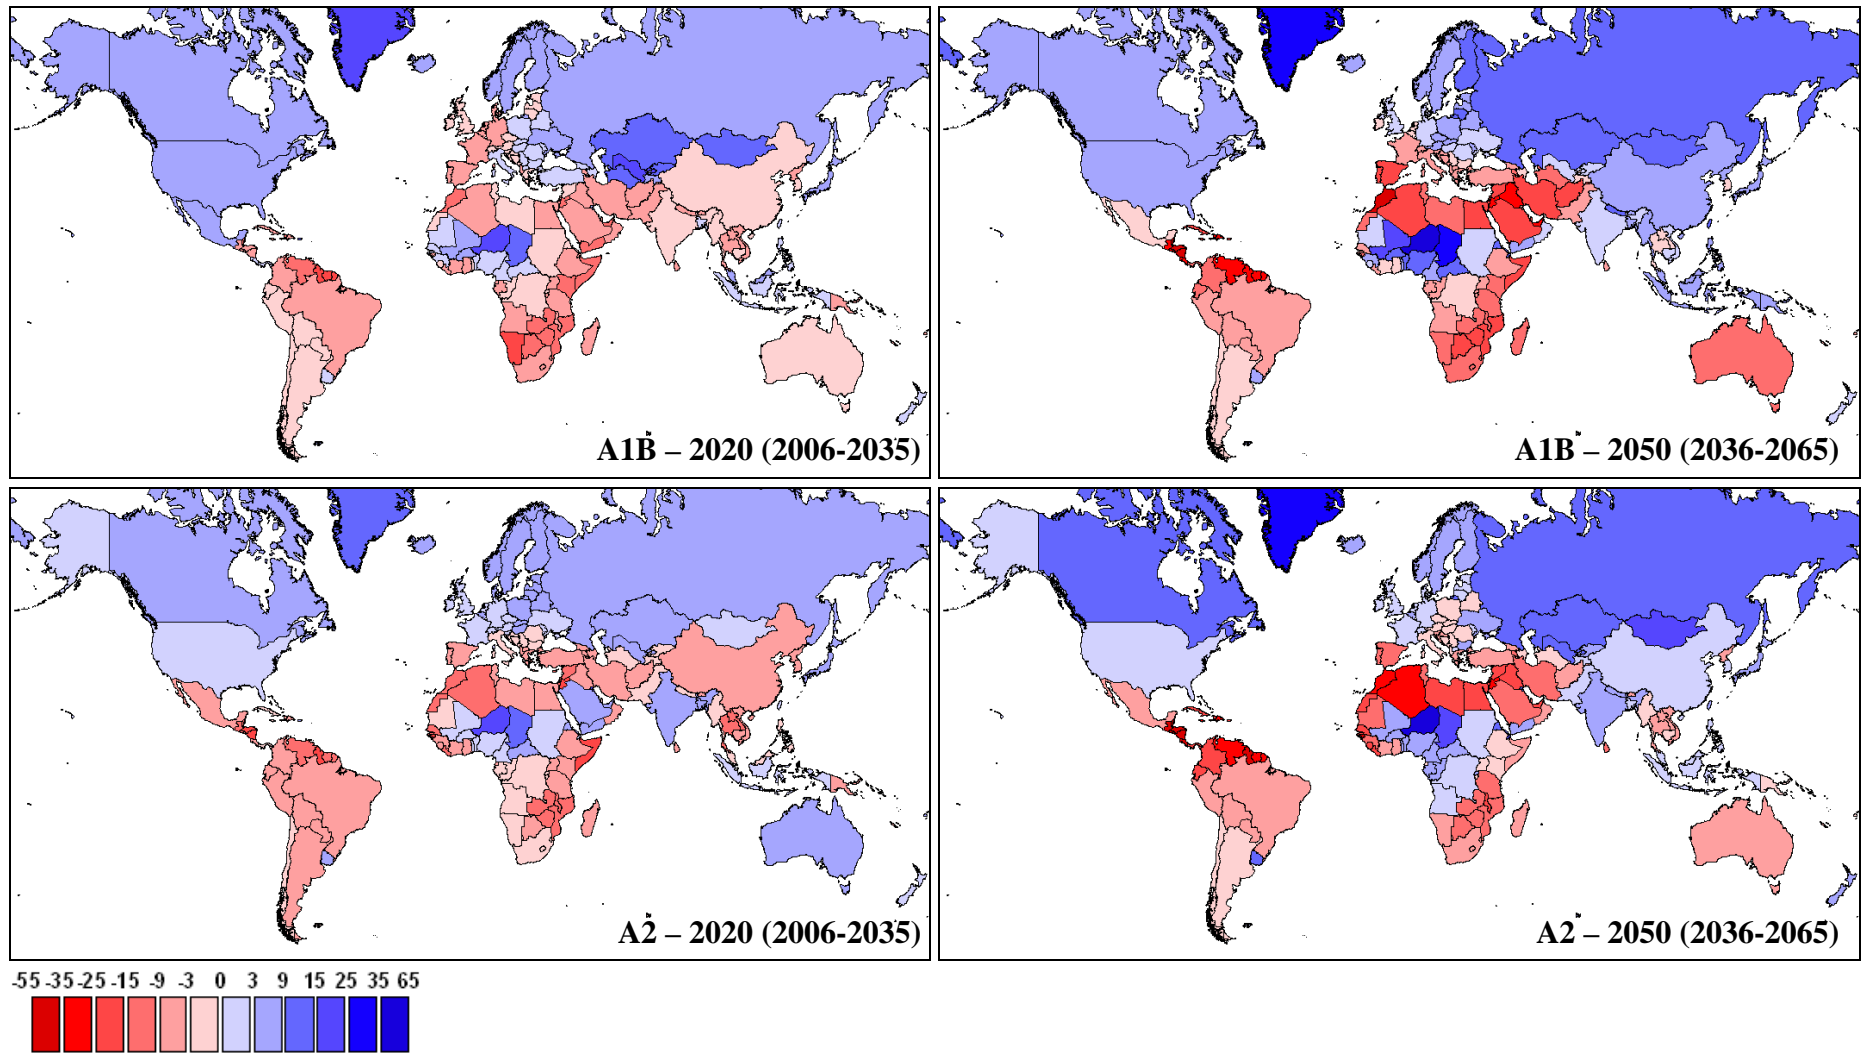 A1B – 2020 (2006-2035)
A1B – 2050 (2036-2065)
A2 – 2020 (2006-2035)
A2 – 2050 (2036-2065)
-55 -35 -25 -15 -9 -3 0 3 9 15 25 35 65